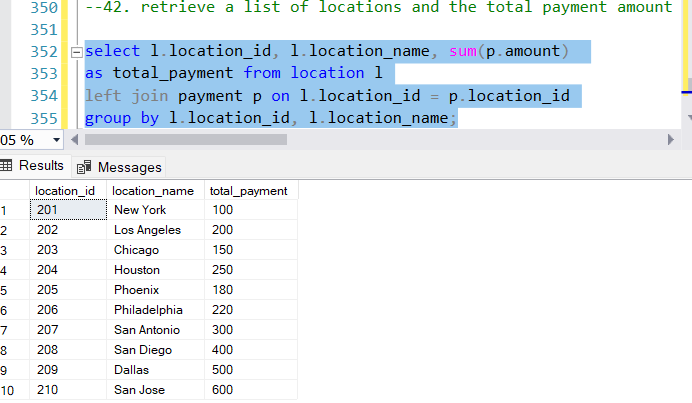 350 --42. retrieve a list of locations and the total payment amount
351
352 select l.location_id, l.location_name, sum(p.amount)
353 as total_payment from location l
354 left join payment p on l.location_id = p.location_id
355 group by l.location_id, l.location_name;
05 %
Results Messages
location_id location_name total_payment
1 201 New York 100
2 202 Los Angeles 200
3 203 Chicago 150
4 204 Houston 250
5 205 Phoenix 180
6 206 Philadelphia 220
7 207 San Antonio 300
8 208 San Diego 400
9 209 Dallas 500
10 210 San Jose 600